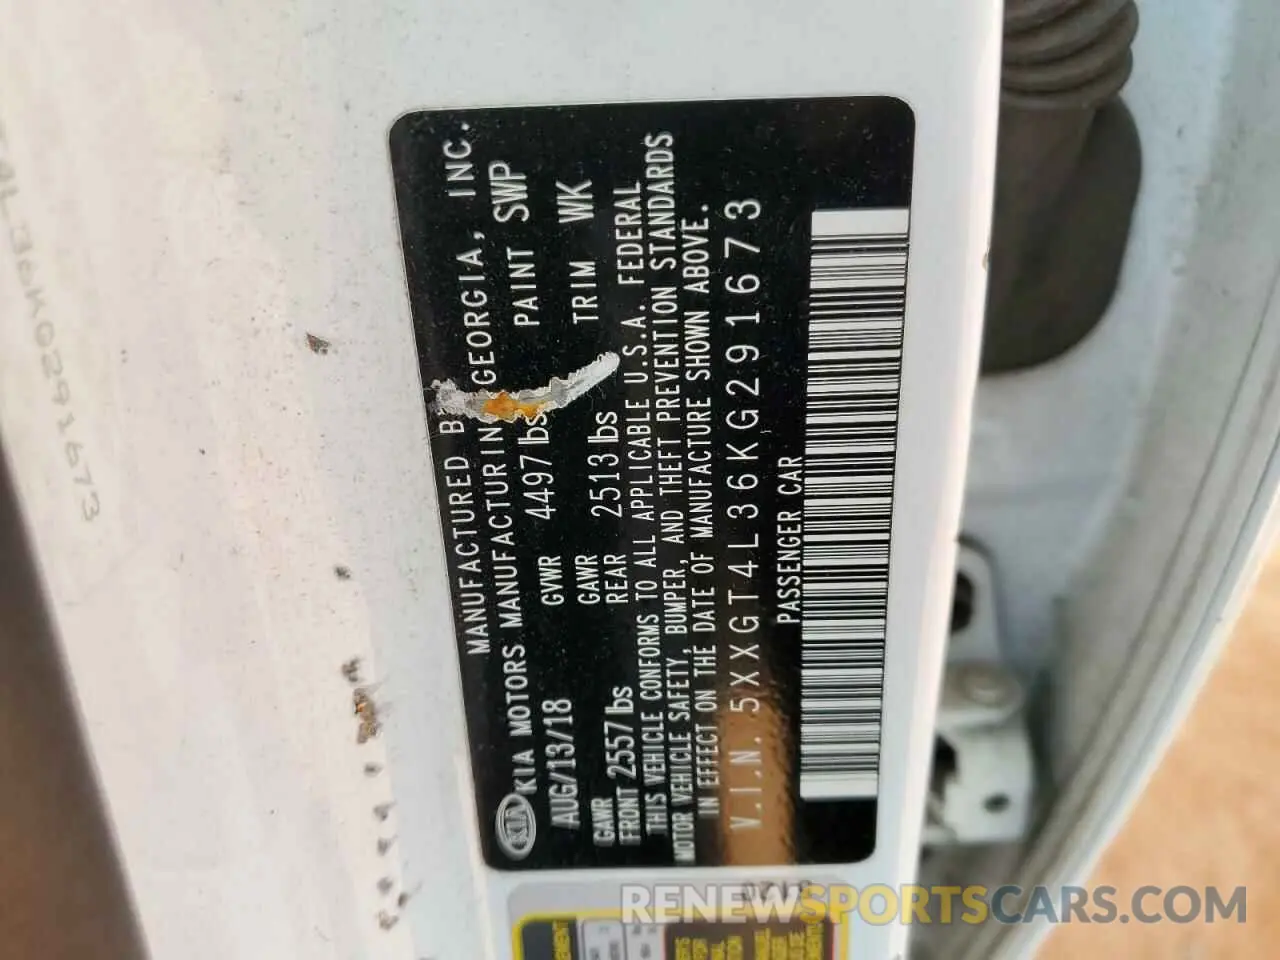 MANUFACTURED B
KIA MOTORS MANUFACTURIN GEORGIA, INC.
KIA
AUG/13/18 GVWR 4497 lbs PAINT SWP
GAWR FRONT 2557 lbs GAWR REAR 2513 lbs TRIM WK
THIS VEHICLE CONFORMS TO ALL APPLICABLE U.S.A. FEDERAL
MOTOR VEHICLE SAFETY, BUMPER, AND THEFT PREVENTION STANDARDS
IN EFFECT ON THE DATE OF MANUFACTURE SHOWN ABOVE.
V.I.N. 5XXGT4L36KG291673
PASSENGER CAR
RENEWSPORTSCARS.COM